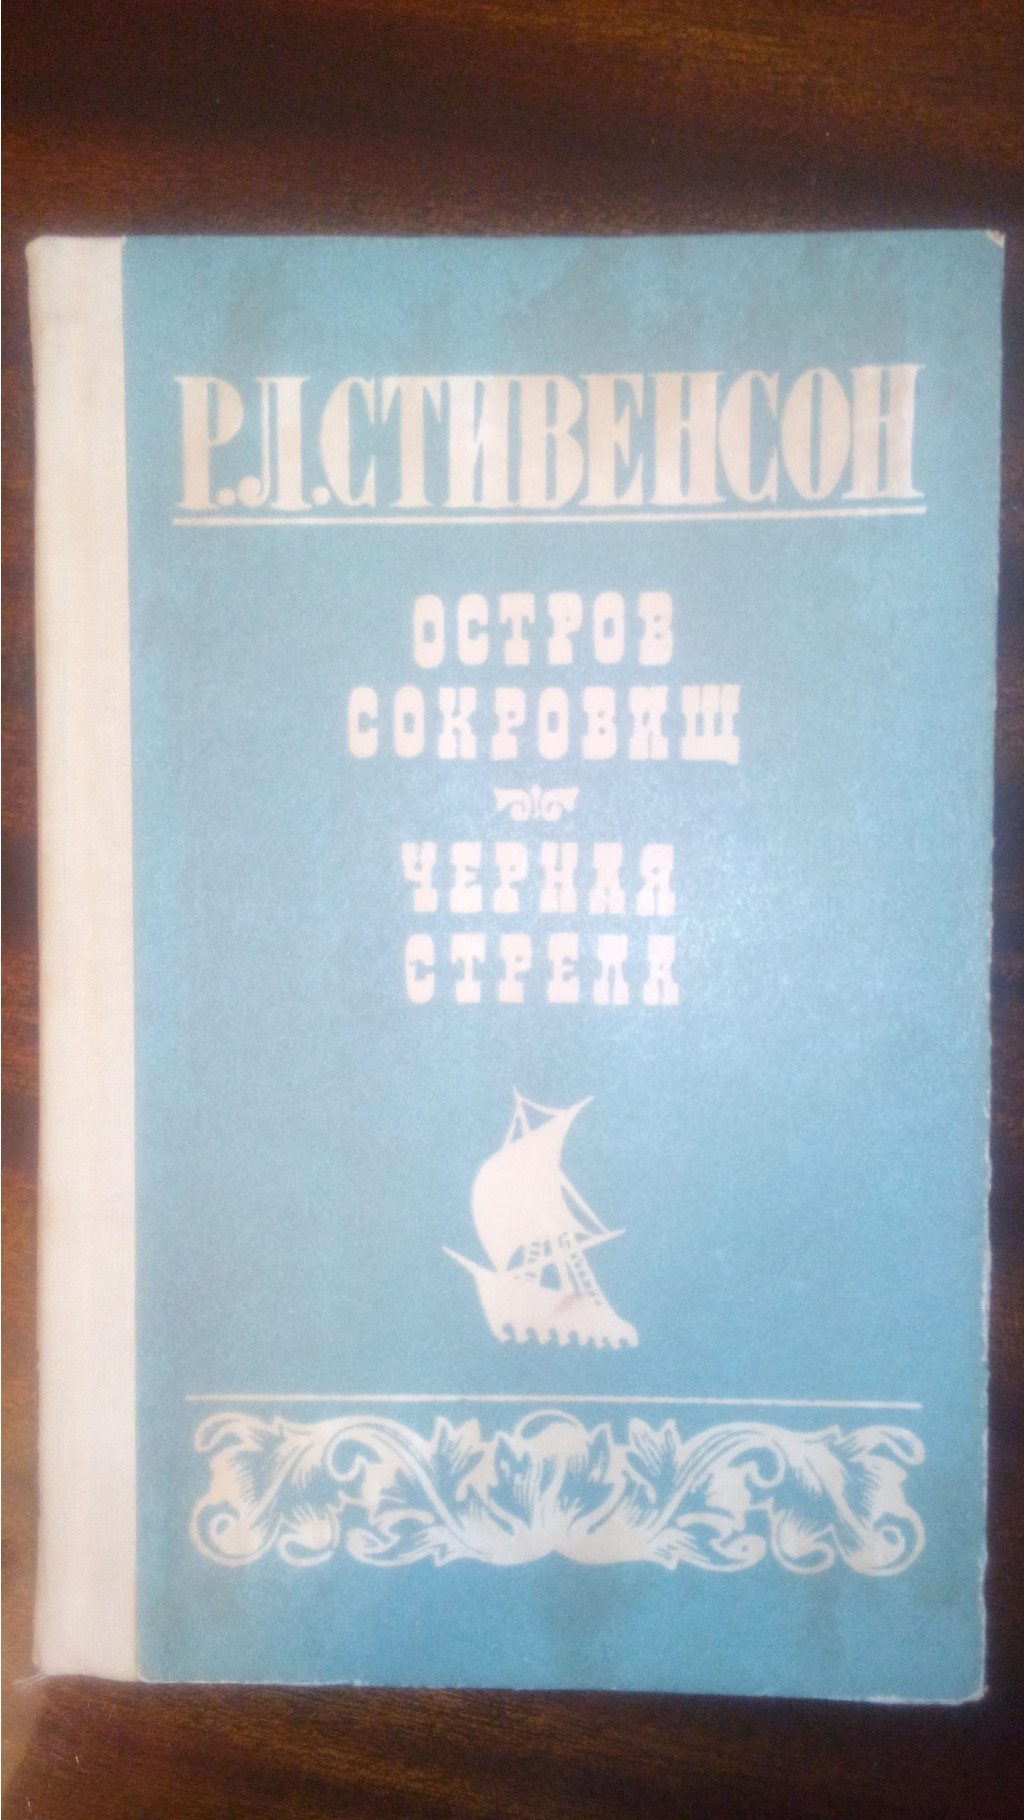 Р.Л.СТИВЕНСОН
ОСТРОВ
СОКРОВИЩ
ЧЕРНАЯ
СТРЕЛА